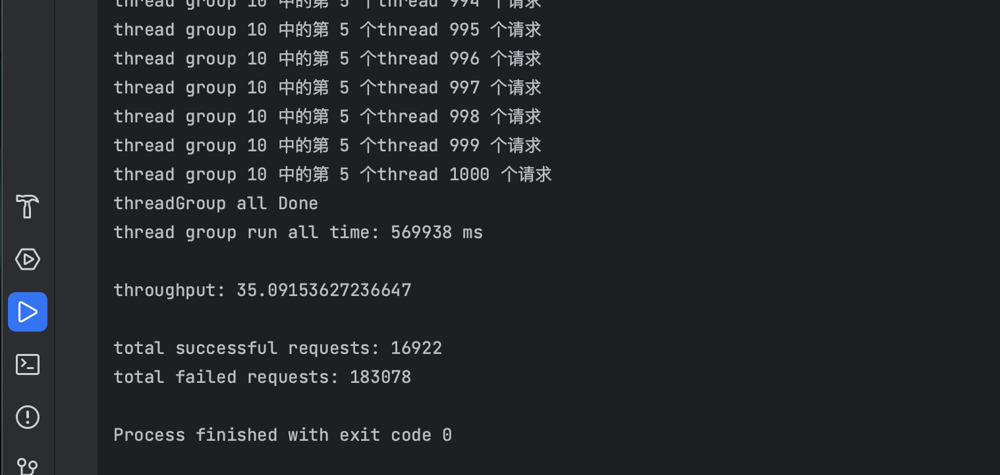 thread group 10 中的第 5 个thread 994 个请求
thread group 10 中的第 5 个thread 995 个请求
thread group 10 中的第 5 个thread 996 个请求
thread group 10 中的第 5 个thread 997 个请求
thread group 10 中的第 5 个thread 998 个请求
thread group 10 中的第 5 个thread 999 个请求
thread group 10 中的第 5 个thread 1000 个请求
threadGroup all Done
thread group run all time: 569938 ms
throughput: 35.09153627236647
total successful requests: 16922
total failed requests: 183078
Process finished with exit code 0